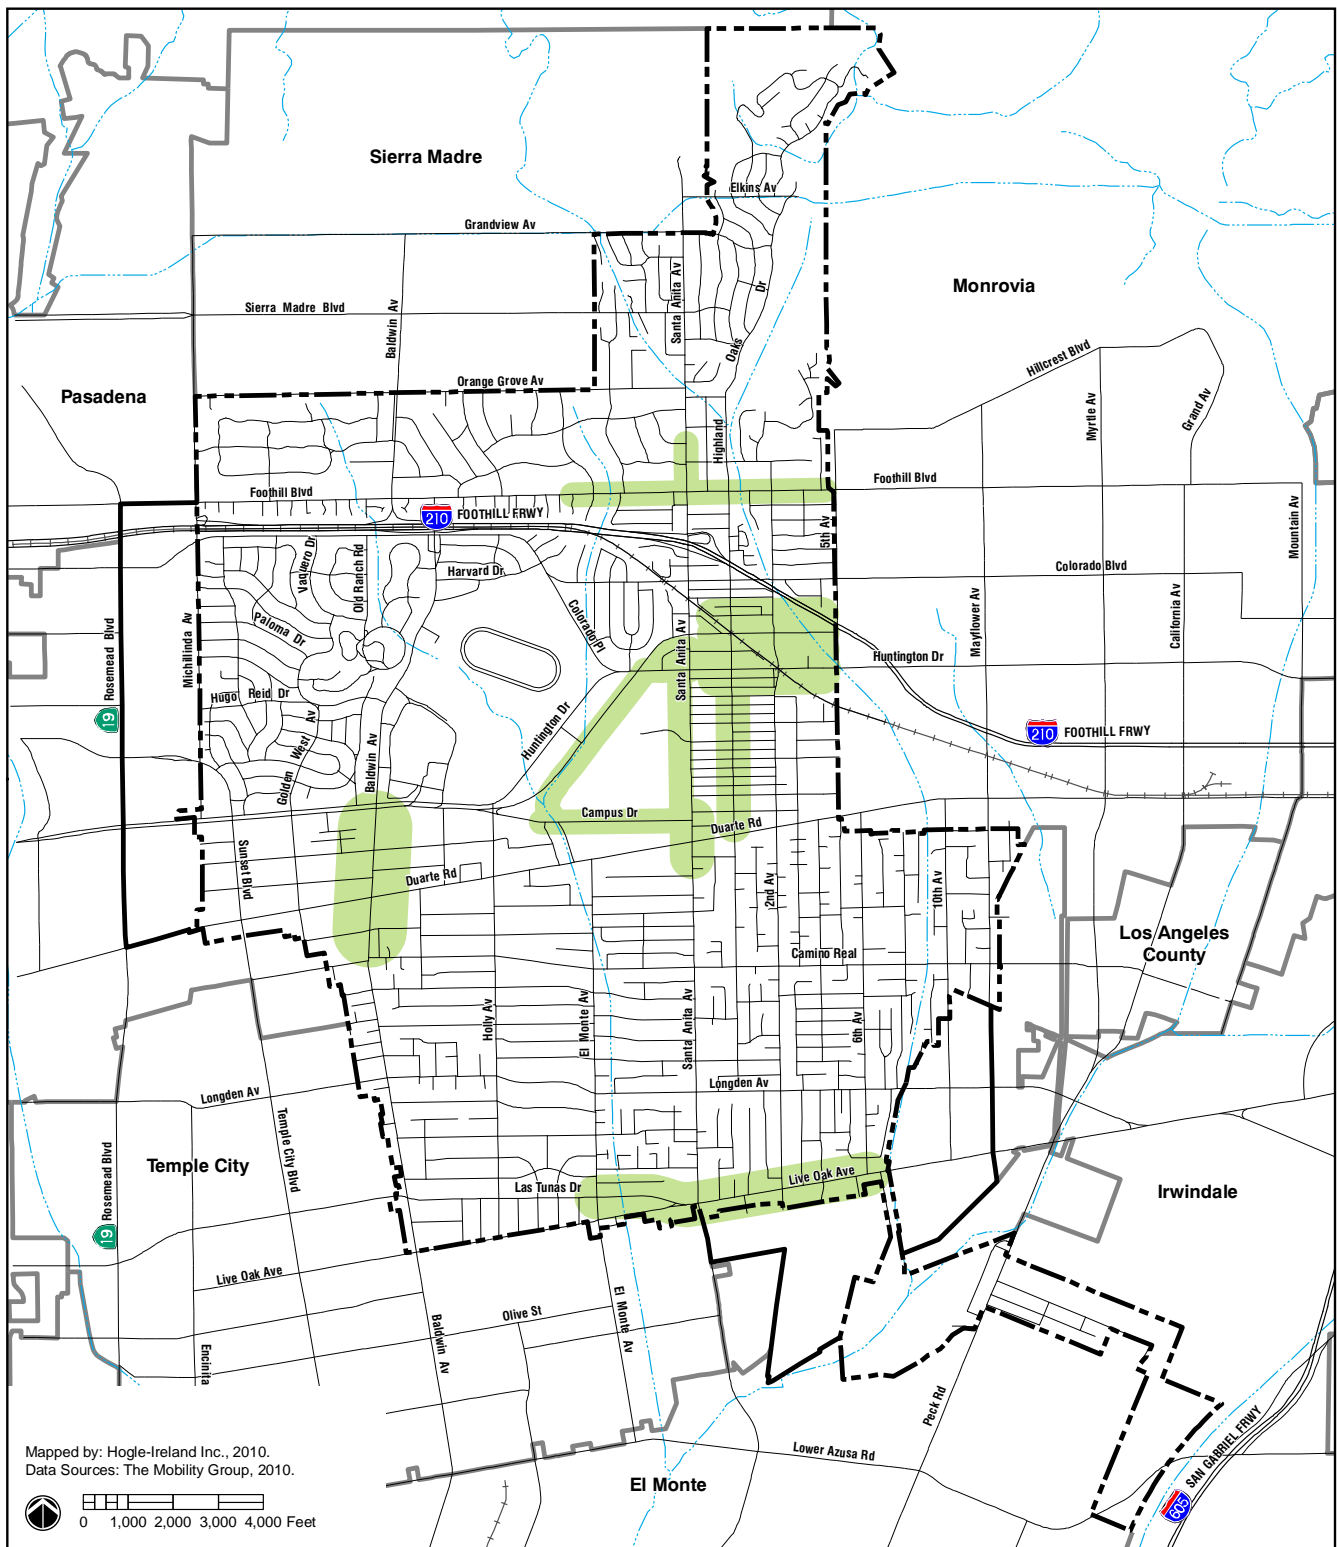 Sierra Madre
Elkins Av
Grandview Av
Santa Anita Av
Dr
Monrovia
Sierra Madre Blvd
Baldwin Av
Oaks
Hillcrest Blvd
Orange Grove Av
Pasadena
Myrtle Av
Grand Av
Highland
Foothill Blvd
Foothill Blvd
210
FOOTHILL FRWY
5th Av
Mountain Av
Vaquero Dr
Old Ranch Rd
Harvard Dr
Colorado Blvd
Colorado Pl
Paloma Dr
Mayflower Av
California Av
Rosemead Blvd
Michillinda Av
Santa Anita Av
Huntington Dr
Hugo Reid Dr
19
Huntington Dr
210
FOOTHILL FRWY
Golden West Av
Baldwin Av
Campus Dr
Duarte Rd
Sunset Blvd
Duarte Rd
2nd Av
10th Av
Los Angeles
County
Camino Real
Holly Av
El Monte Av
Santa Anita Av
6th Av
Longden Av
Longden Av
Temple City Blvd
Rosemead Blvd
Temple City
Las Tunas Dr
Live Oak Ave
Irwindale
19
Live Oak Ave
El Monte Av
Olive St
Baldwin Av
Encinita
Peck Rd
Lower Azusa Rd
SAN GABRIEL FRWY
605
El Monte
Mapped by: Hogle-Ireland Inc., 2010.
Data Sources: The Mobility Group, 2010.
0 1,000 2,000 3,000 4,000 Feet